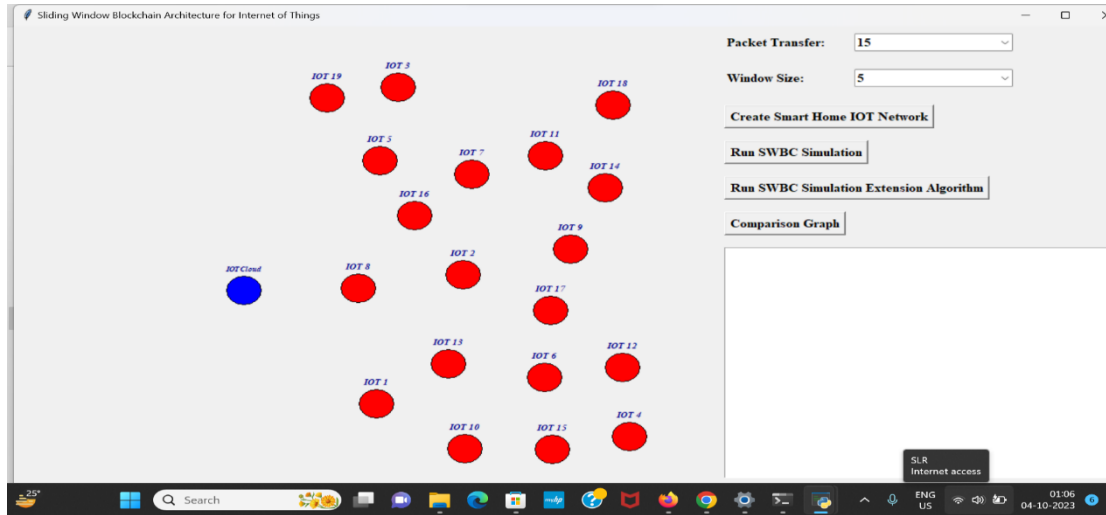 Sliding Window Blockchain Architecture for Internet of Things
Packet Transfer: 15
Window Size: 5
Create Smart Home IOT Network
Run SWBC Simulation
Run SWBC Simulation Extension Algorithm
Comparison Graph
IOT 19
IOT 3
IOT 18
IOT 5
IOT 7
IOT 11
IOT 14
IOT 16
IOT 9
IOT 2
IOT Cloud
IOT 8
IOT 17
IOT 13
IOT 6
IOT 12
IOT 1
IOT 10
IOT 15
IOT 4
SLR
Internet access
25°
Search
ENG
US
01:06
04-10-2023
6